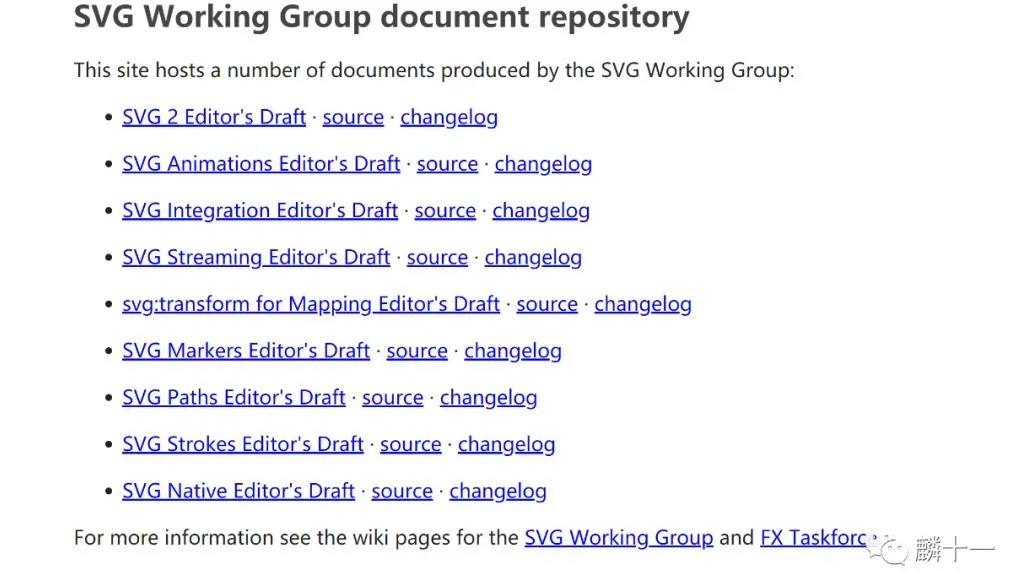 SVG Working Group document repository
This site hosts a number of documents produced by the SVG Working Group:
• SVG 2 Editor's Draft · source · changelog
• SVG Animations Editor's Draft · source · changelog
• SVG Integration Editor's Draft · source · changelog
• SVG Streaming Editor's Draft · source · changelog
• svg:transform for Mapping Editor's Draft · source · changelog
• SVG Markers Editor's Draft · source · changelog
• SVG Paths Editor's Draft · source · changelog
• SVG Strokes Editor's Draft · source · changelog
• SVG Native Editor's Draft · source · changelog
For more information see the wiki pages for the SVG Working Group and FX Taskforce
麟十一